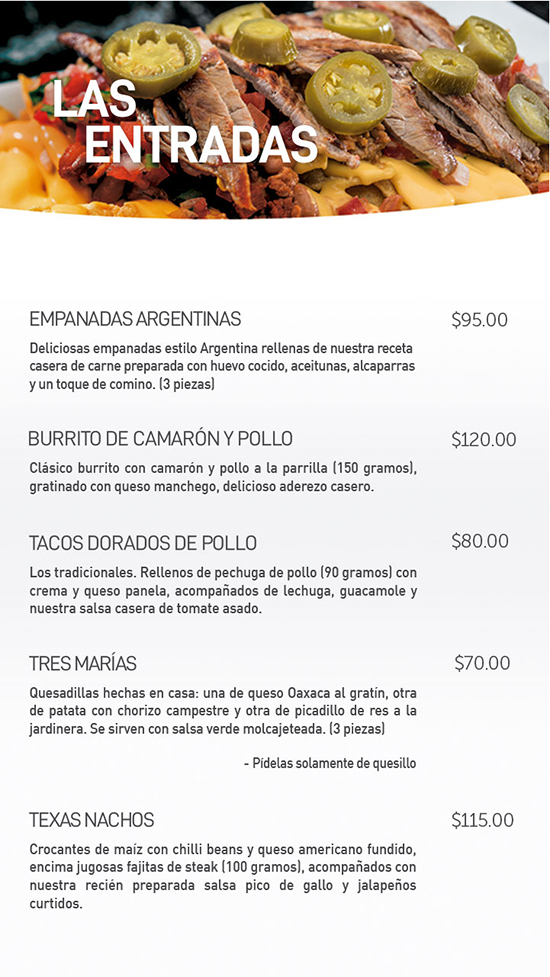 LAS
ENTRADAS
EMPANADAS ARGENTINAS $95.00
Deliciosas empanadas estilo Argentina rellenas de nuestra receta
casera de carne preparada con huevo cocido, aceitunas, alcaparras
y un toque de comino. (3 piezas)
BURRITO DE CAMARÓN Y POLLO $120.00
Clásico burrito con camarón y pollo a la parrilla (150 gramos),
gratinado con queso manchego, delicioso aderezo casero.
TACOS DORADOS DE POLLO $80.00
Los tradicionales. Rellenos de pechuga de pollo (90 gramos) con
crema y queso panela, acompañados de lechuga, guacamole y
nuestra salsa casera de tomate asado.
TRES MARÍAS $70.00
Quesadillas hechas en casa: una de queso Oaxaca al gratín, otra
de patata con chorizo campestre y otra de picadillo de res a la
jardinera. Se sirven con salsa verde molcajeteada. (3 piezas)
- Pídelas solamente de quesillo
TEXAS NACHOS $115.00
Crocantes de maíz con chilli beans y queso americano fundido,
encima jugosas fajitas de steak (100 gramos), acompañados con
nuestra recién preparada salsa pico de gallo y jalapeños
curtidos.